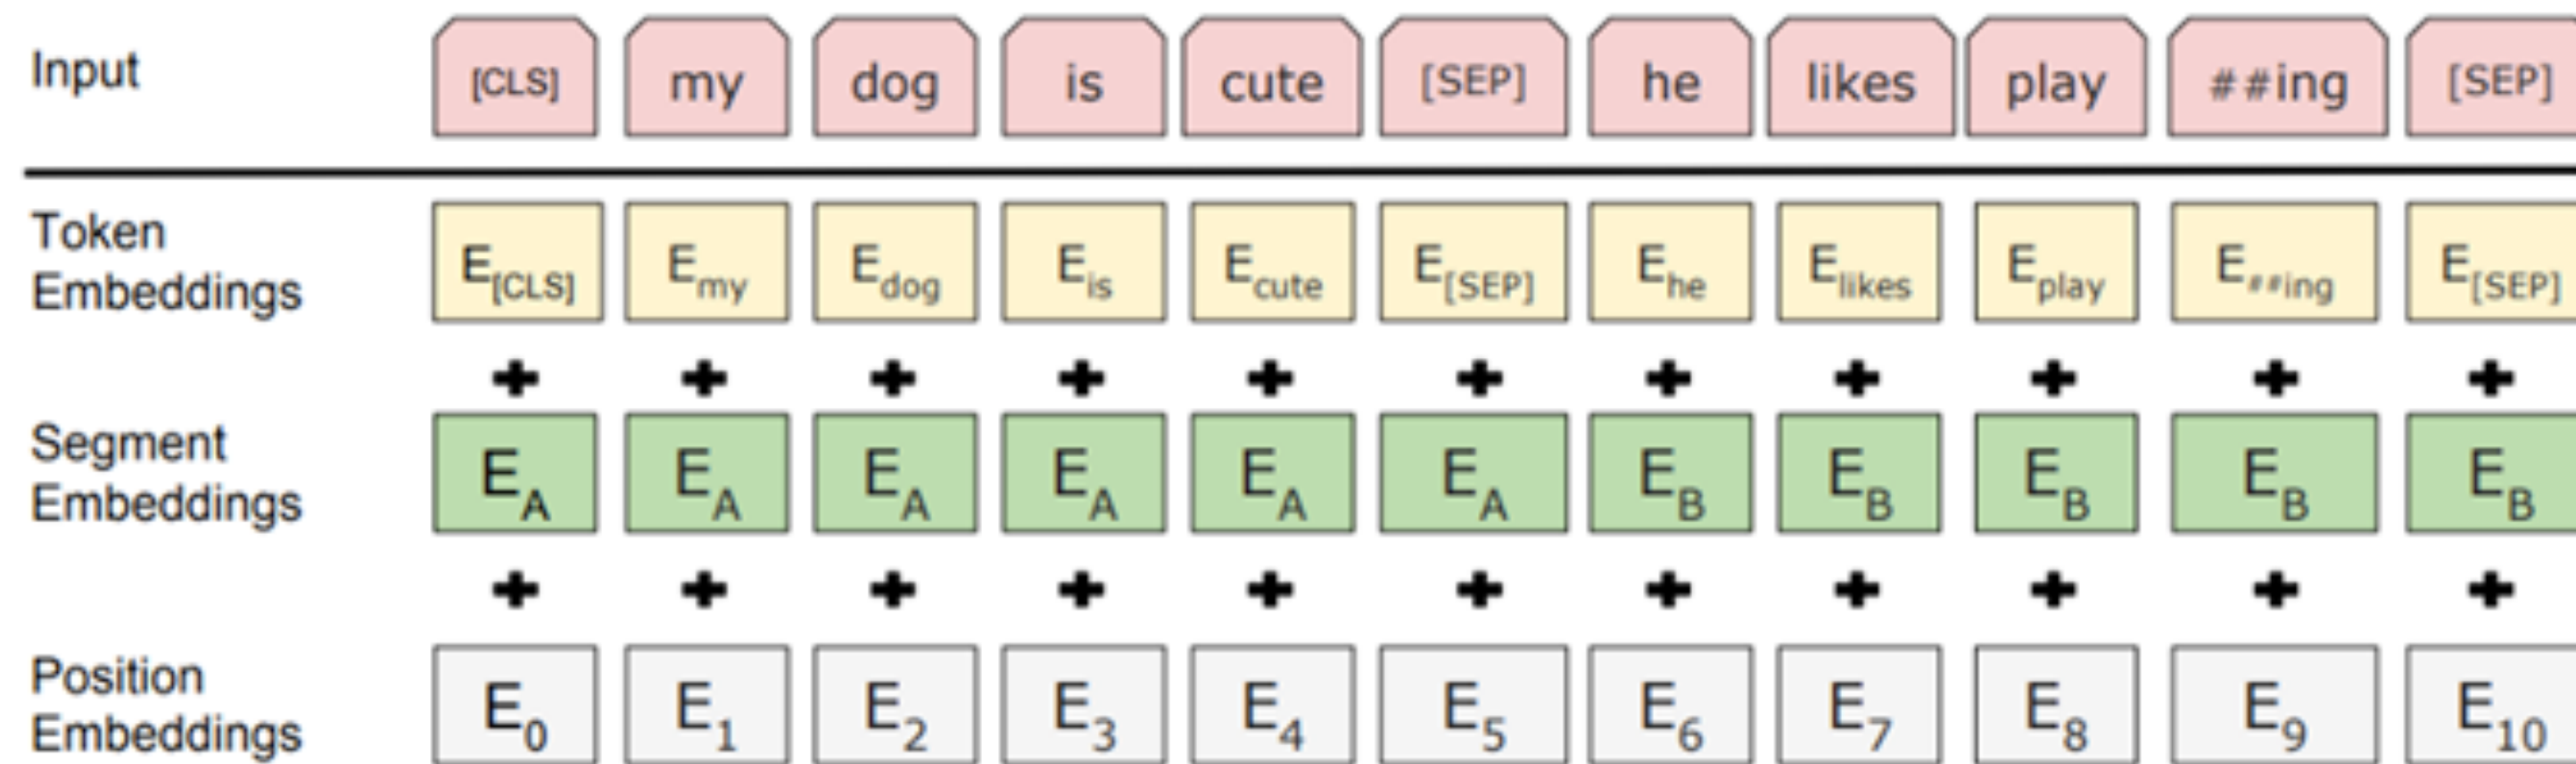 Input [CLS] my dog is cute [SEP] he likes play ##ing [SEP]
Token Embeddings E[CLS] Emy Edog Eis Ecute E[SEP] Ehe Elikes Eplay E##ing E[SEP]
+ + + + + + + + + + +
Segment Embeddings EA EA EA EA EA EA EB EB EB EB EB
+ + + + + + + + + + +
Position Embeddings E0 E1 E2 E3 E4 E5 E6 E7 E8 E9 E10